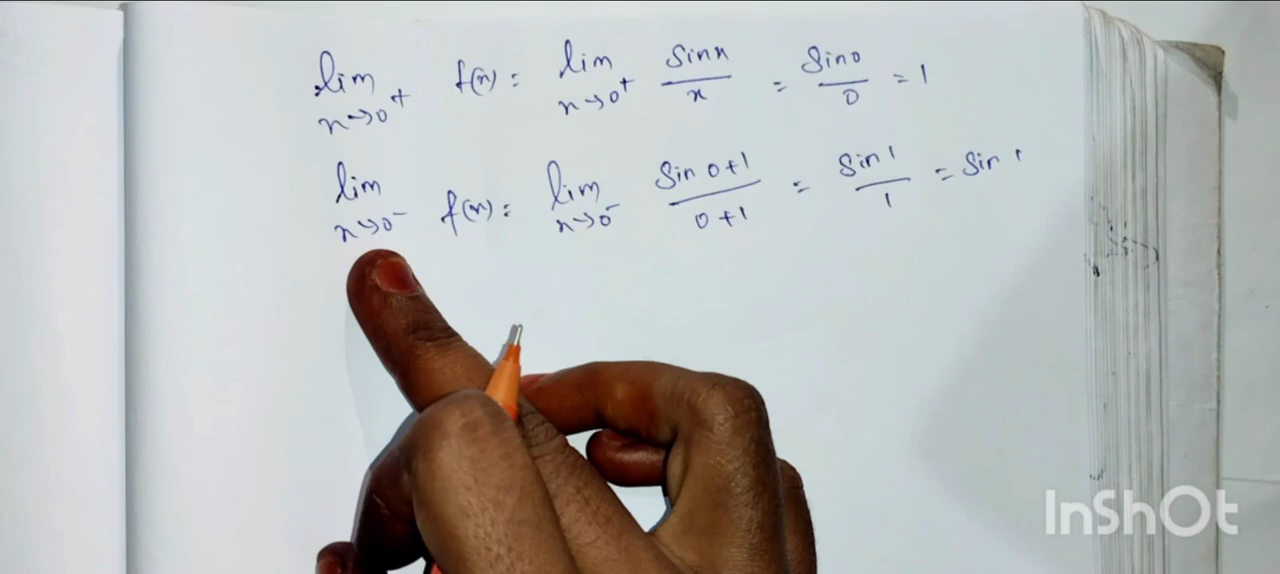 lim x→0⁺ f(x) = lim x→0⁺ sinx/x = sin0/0 = 1
lim x→0⁻ f(x) = lim x→0⁻ sin 0+1/0+1 = sin1/1 = sin 1
InShOt